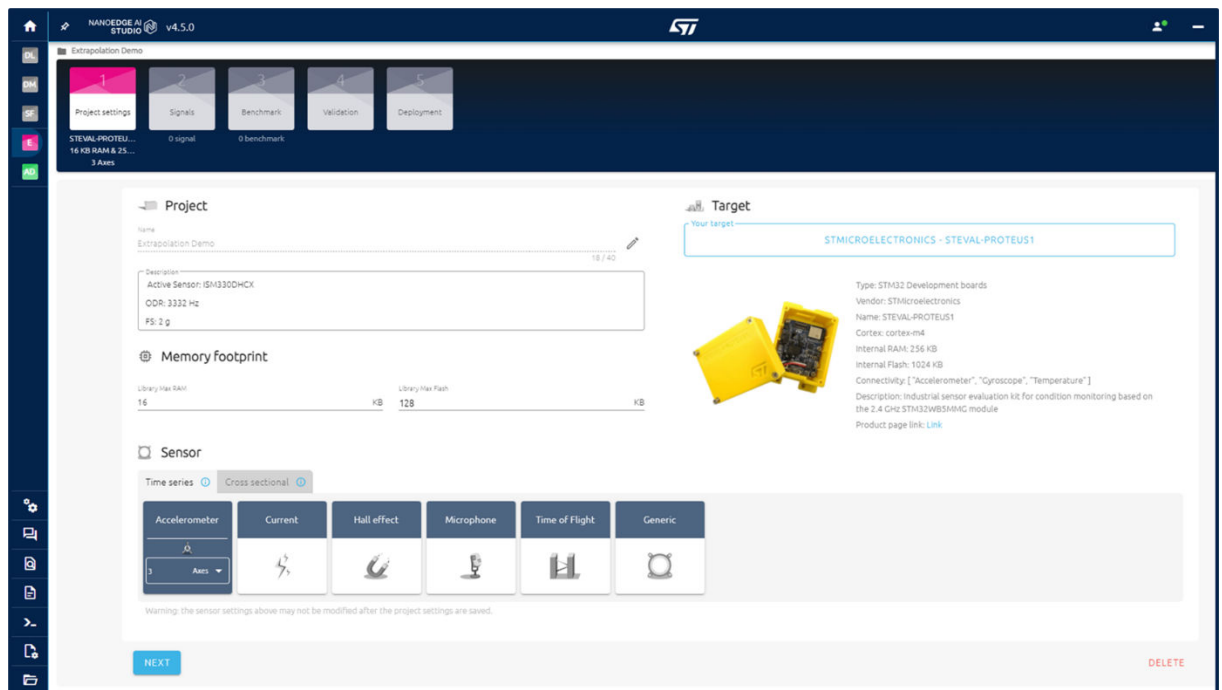 NANOEDGE AI
STUDIO v4.5.0
ST
DL
DM
SF
E
AD
Extrapolation Demo
1
2
3
4
5
Project settings
Signals
Benchmark
Validation
Deployment
STEVAL-PROTEU...
16 KB RAM & 25...
3 Axes
0 signal
0 benchmark
Project
Name
Extrapolation Demo
18 / 40
Description
Active Sensor: ISM330DHCX
ODR: 3332 Hz
FS: 2 g
Memory footprint
Library Max RAM
16 KB
Library Max Flash
128 KB
Target
Your target
STMICROELECTRONICS - STEVAL-PROTEUS1
Type: STM32 Development boards
Vendor: STMicroelectronics
Name: STEVAL-PROTEUS1
Cortex: cortex-m4
Internal RAM: 256 KB
Internal Flash: 1024 KB
Connectivity: [ "Accelerometer", "Gyroscope", "Temperature" ]
Description: Industrial sensor evaluation kit for condition monitoring based on
the 2.4 GHz STM32WB5MMG module
Product page link: Link
Sensor
Time series
Cross sectional
Accelerometer
3 Axes
Current
Hall effect
Microphone
Time of Flight
Generic
Warning: the sensor settings above may not be modified after the project settings are saved.
NEXT
DELETE